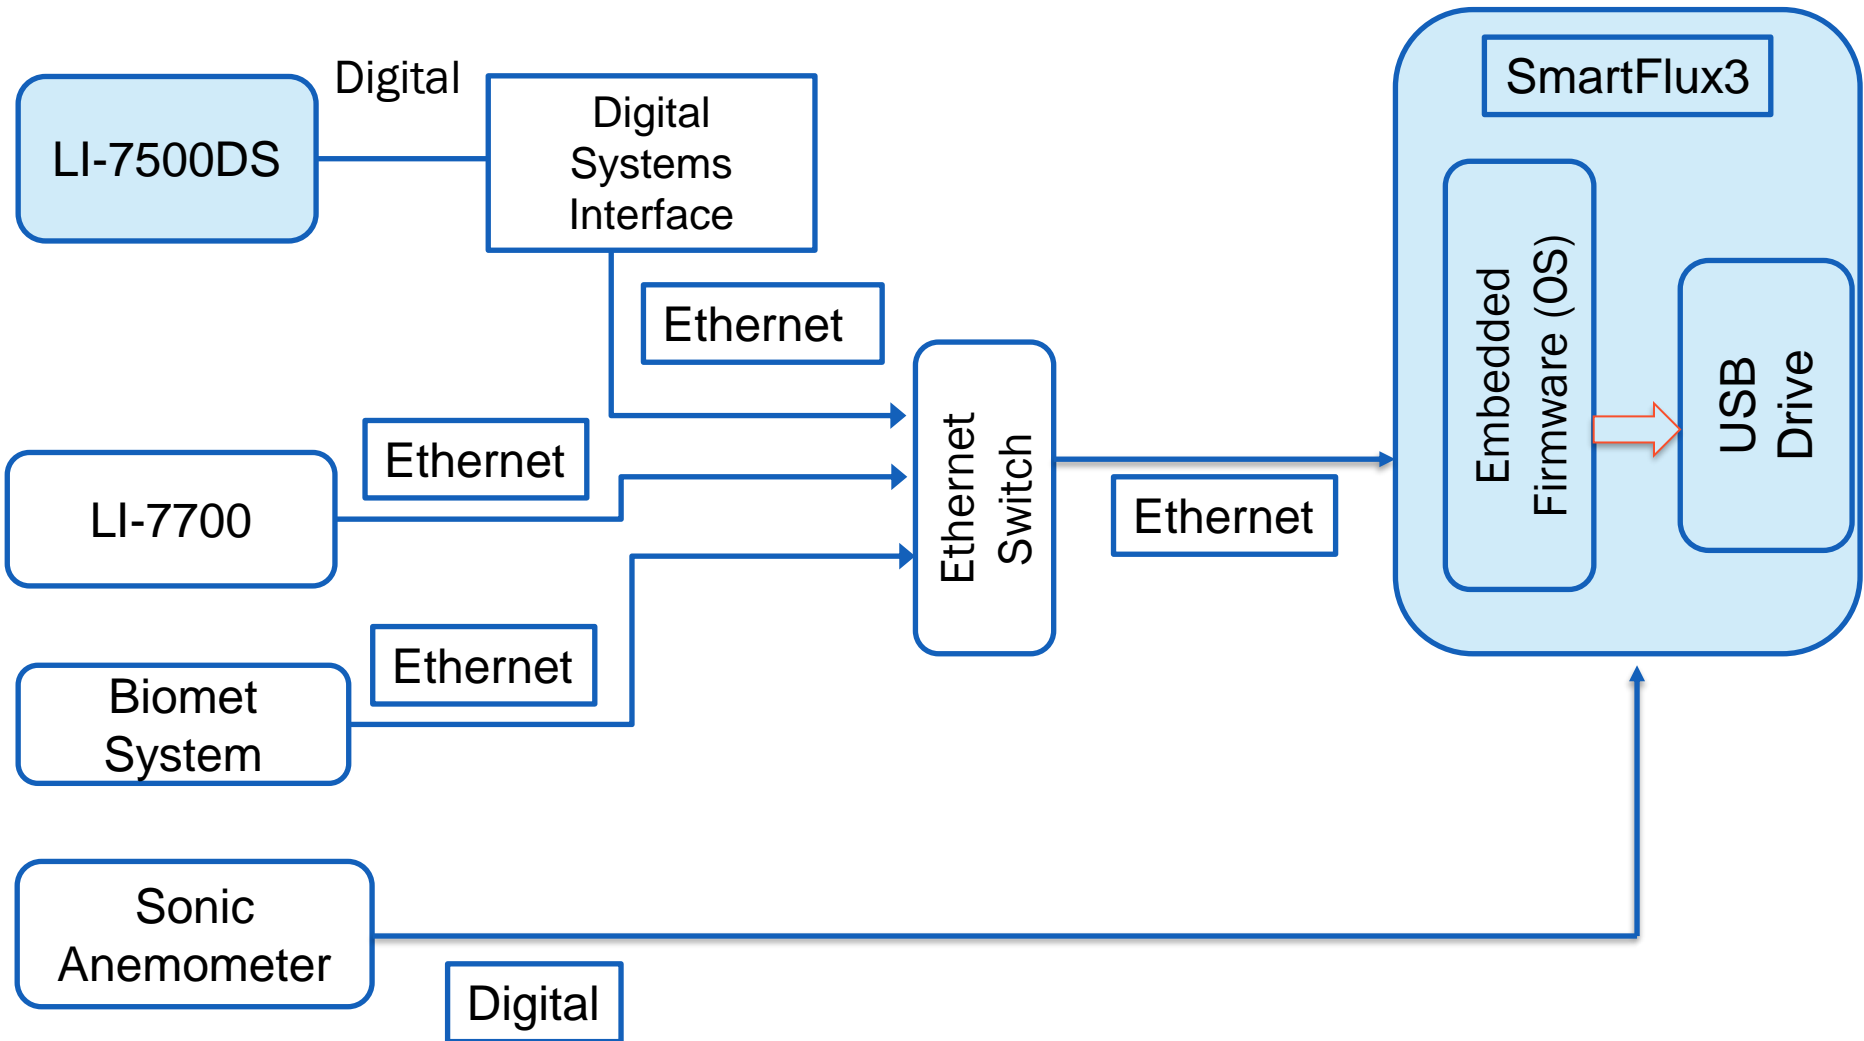 Digital
LI-7500DS
Digital
Systems
Interface
Ethernet
Ethernet
LI-7700
Ethernet
Biomet
System
Sonic
Anemometer
Digital
Ethernet
Switch
Ethernet
SmartFlux3
Embedded
Firmware (OS)
USB
Drive